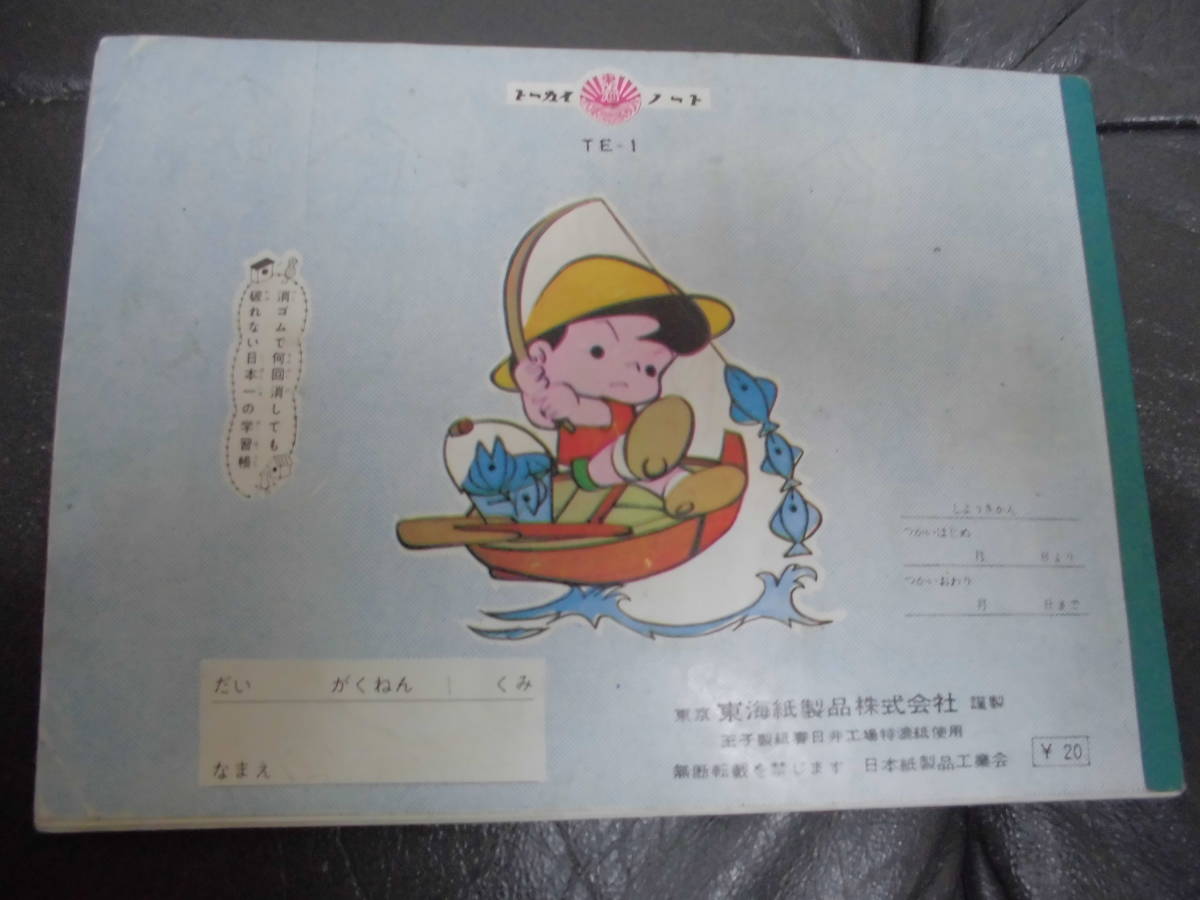 トーカイ 東海 ノート
TE-1
消ゴムで何回消しても
破れない日本一の学習帳
しようきかん
つかいはじめ
月 日より
つかいおわり
月 日まで
だい がくねん くみ
なまえ
東京 東海紙製品株式会社 謹製
王子製紙春日井工場特漉紙使用
無断転載を禁じます 日本紙製品工業会
¥ 20